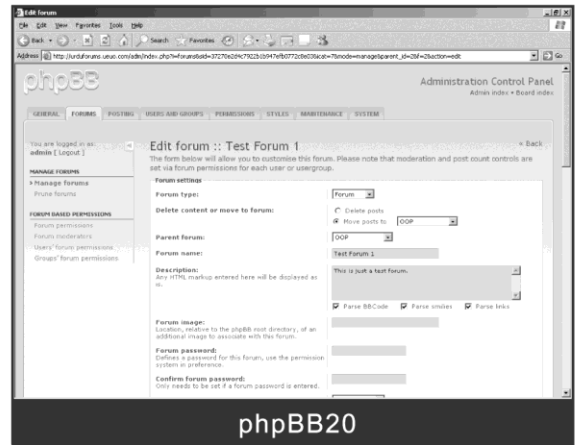 Edit forum
File Edit View Favorites Tools Help
Back Search Favorites
Address
Go
phpBB
Administration Control Panel
Admin index • Board index
GENERAL FORUMS POSTING USERS AND GROUPS PERMISSIONS STYLES MAINTENANCE SYSTEM
You are logged in as:
admin [ Logout ]
MANAGE FORUMS
Manage forums
Prune forums
FORUM BASED PERMISSIONS
Forum permissions
Forum moderators
Users' forum permissions
Groups' forum permissions
« Back
Edit forum :: Test Forum 1
The form below will allow you to customise this forum. Please note that moderation and post count controls are
set via forum permissions for each user or usergroup.
Forum settings
Forum type: Forum
Delete content or move to forum: Delete posts
Move posts to OOP
Parent forum: OOP
Forum name: Test Forum 1
Description: This is just a test forum.
Any HTML markup entered here will be displayed as
is.
Parse BBCode Parse smilies Parse links
Forum image:
Location, relative to the phpBB root directory, of an
additional image to associate with this forum.
Forum password:
Defines a password for this forum, use the permission
system in preference.
Confirm forum password:
Only needs to be set if a forum password is entered.
phpBB20